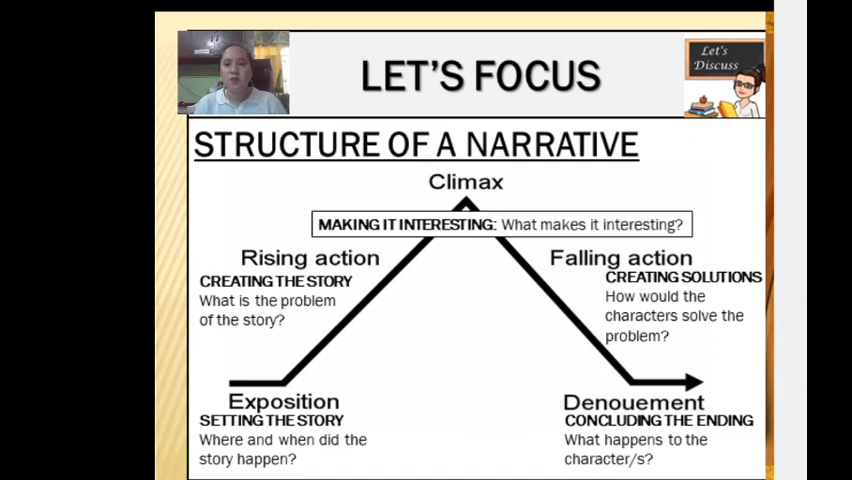 LET'S FOCUS
Let's
Discuss
STRUCTURE OF A NARRATIVE
Climax
MAKING IT INTERESTING: What makes it interesting?
Rising action
CREATING THE STORY
What is the problem
of the story?
Falling action
CREATING SOLUTIONS
How would the
characters solve the
problem?
Exposition
SETTING THE STORY
Where and when did the
story happen?
Denouement
CONCLUDING THE ENDING
What happens to the
character/s?